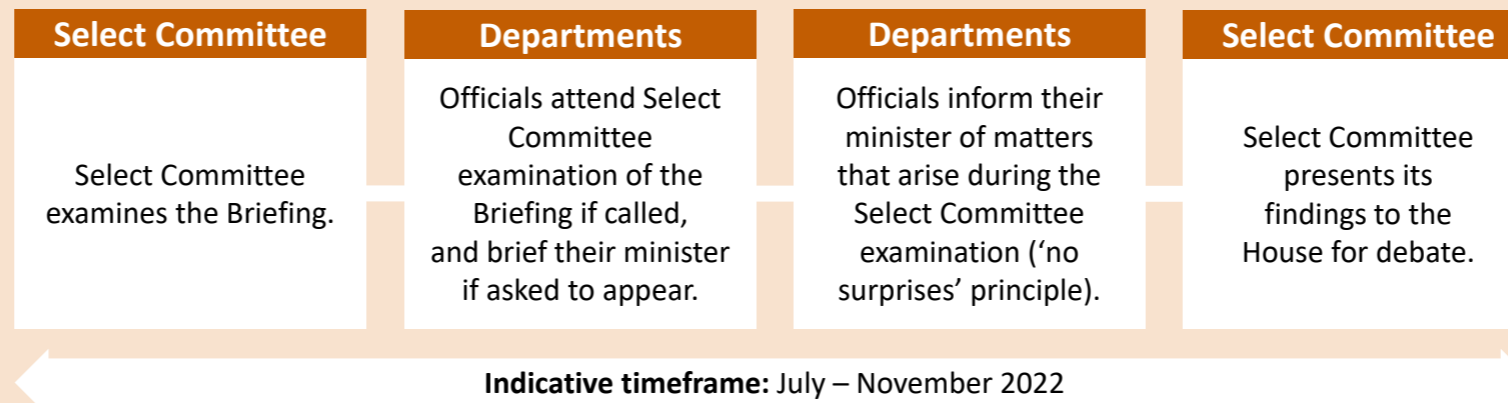 Select Committee
Select Committee
examines the Briefing.
Departments
Officials attend Select
Committee
examination of the
Briefing if called,
and brief their minister
if asked to appear.
Departments
Officials inform their
minister of matters
that arise during the
Select Committee
examination (‘no
surprises’ principle).
Select Committee
Select Committee
presents its
findings to the
House for debate.
Indicative timeframe: July – November 2022